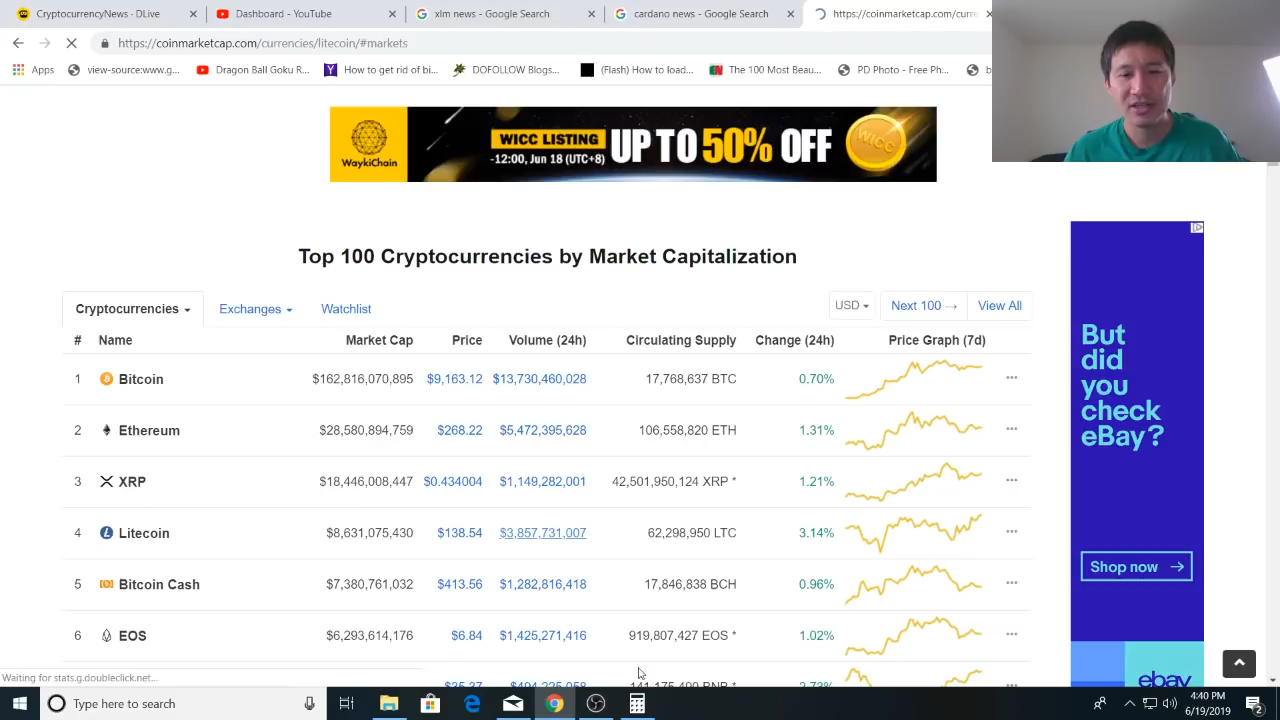 Crypto
Dragon Ball Goku R
xlm news - Google Search
cardano news - Google Search
https://coinmarketcap.com/currencies/litecoin/#markets
Apps
view-source:www.g...
Dragon Ball Goku R...
How to get rid of bi...
DOFOLLOW Blogs...
(Flash) How to load...
The 100 Most Beau...
PD Photo - Free Ph...
b
WaykiChain
WICC LISTING
-12:00, Jun 18 (UTC+8)
UP TO 50% OFF
WICC
Top 100 Cryptocurrencies by Market Capitalization
Cryptocurrencies
Exchanges
Watchlist
USD
Next 100 →
View All
# Name Market Cap Price Volume (24h) Circulating Supply Change (24h) Price Graph (7d)
1 Bitcoin $162,816,070,895 $9,163.12 $13,730,460,028 17,768,637 BTC 0.70%
2 Ethereum $28,580,894,759 $268.22 $5,472,395,628 106,558,820 ETH 1.31%
3 XRP $18,446,008,447 $0.434004 $1,149,282,001 42,501,950,124 XRP * 1.21%
4 Litecoin $8,631,075,430 $138.54 $3,857,731,007 62,298,950 LTC 3.14%
5 Bitcoin Cash $7,380,761,032 $413.56 $1,282,816,418 17,846,838 BCH 0.96%
6 EOS $6,293,614,176 $6.84 $1,425,271,416 919,807,427 EOS * 1.02%
But
did
you
check
eBay?
Shop now →
ebay
Waiting for stats.g.doubleclick.net...
Type here to search
4:40 PM
6/19/2019
2